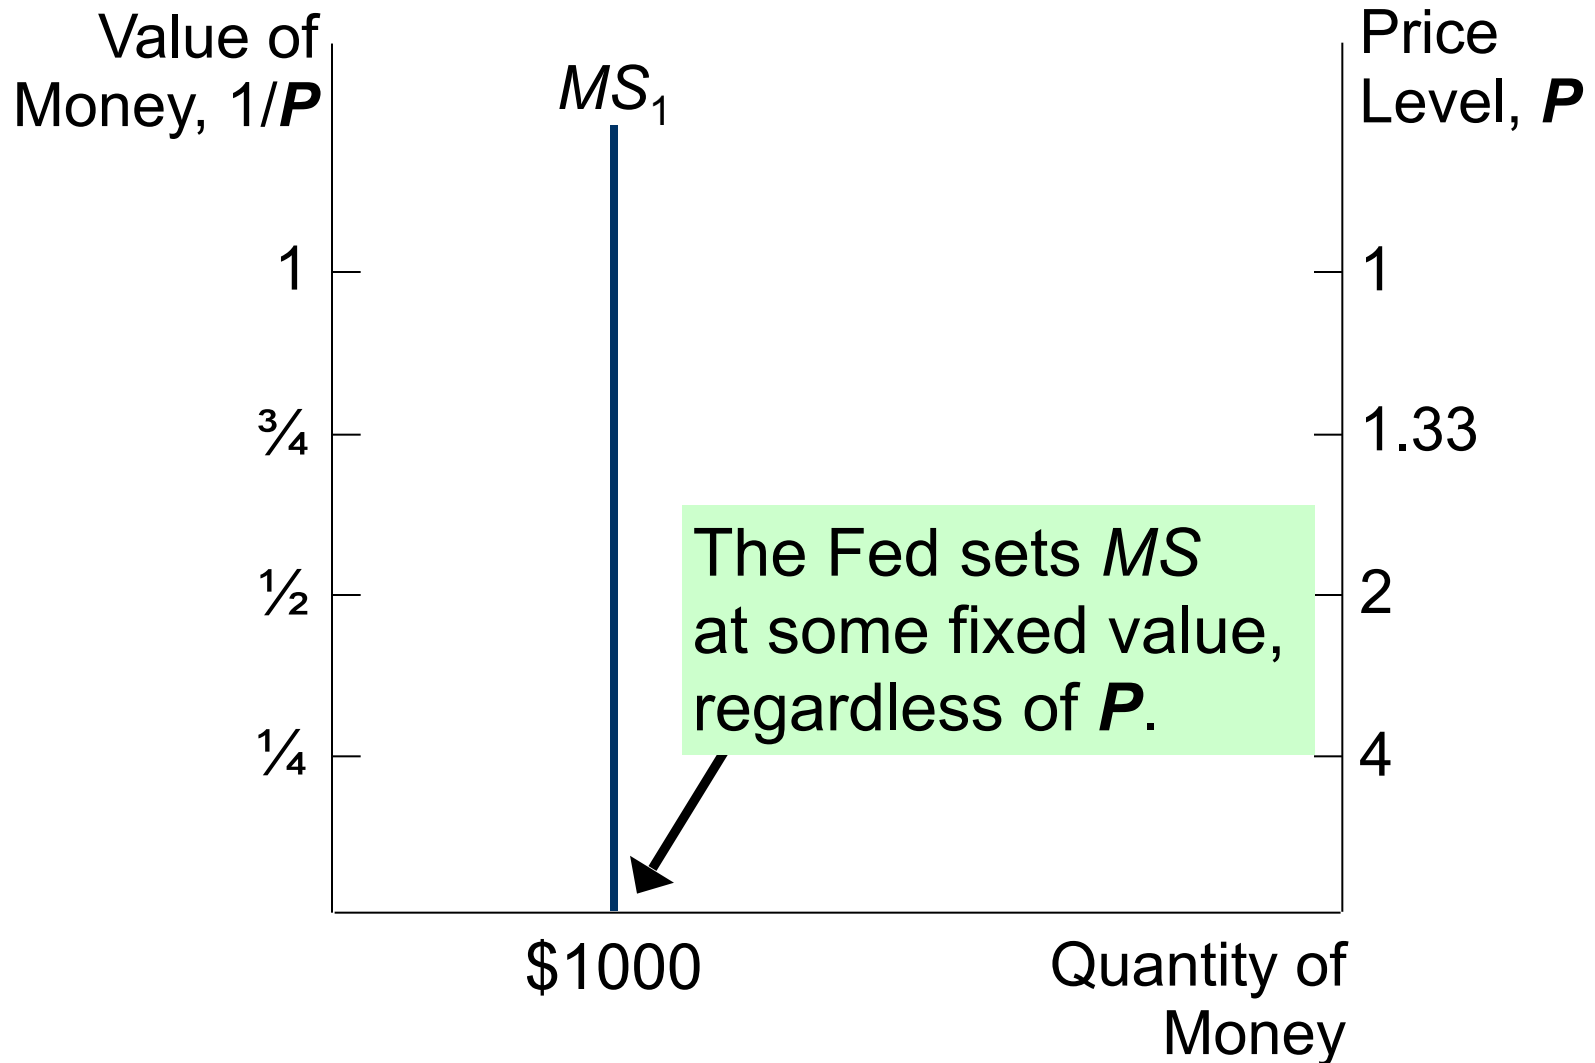 Value of
Money, 1/P
MS₁
Price
Level, P
1
1
¾
1.33
The Fed sets MS
at some fixed value,
regardless of P.
½
2
¼
4
$1000
Quantity of
Money